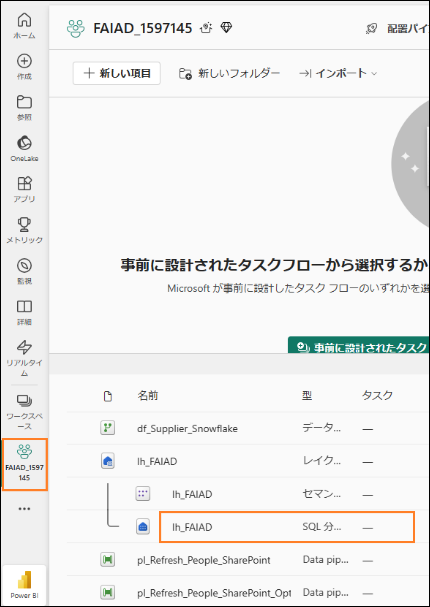 ホーム
作成
参照
OneLake
アプリ
メトリック
監視
詳細
リアルタイ
ム
ワークスペ
ース
FAIAD_1597
145
Power BI
FAIAD_1597145
配置パイ
新しい項目
新しいフォルダー
インポート
事前に設計されたタスクフローから選択するか
Microsoft が事前に設計したタスク フローのいずれかを選
事前に設計されたタスク
名前 型 タスク
df_Supplier_Snowflake データ... —
lh_FAIAD レイク... —
lh_FAIAD セマン... —
lh_FAIAD SQL 分... —
pl_Refresh_People_SharePoint Data pip... —
pl_Refresh_People_SharePoint_Opt Data pip... —